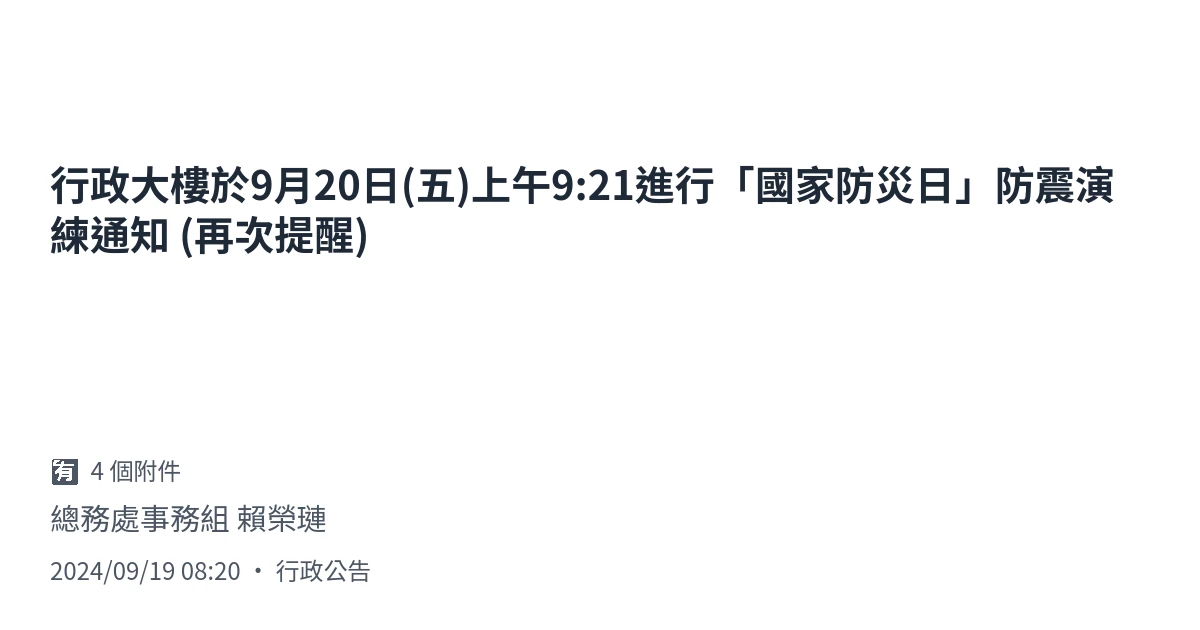 行政大樓於9月20日(五)上午9:21進行「國家防災日」防震演
練通知 (再次提醒)
🈶 4 個附件
總務處事務組 賴榮璉
2024/09/19 08:20 • 行政公告